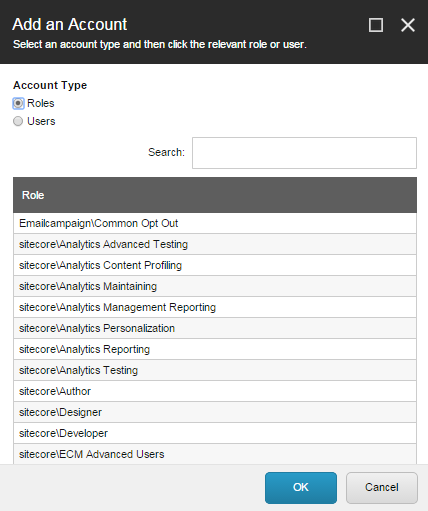 Add an Account
Select an account type and then click the relevant role or user.
Account Type
Roles
Users
Search:
Role
Emailcampaign\Common Opt Out
sitecore\Analytics Advanced Testing
sitecore\Analytics Content Profiling
sitecore\Analytics Maintaining
sitecore\Analytics Management Reporting
sitecore\Analytics Personalization
sitecore\Analytics Reporting
sitecore\Analytics Testing
sitecore\Author
sitecore\Designer
sitecore\Developer
sitecore\ECM Advanced Users
OK
Cancel